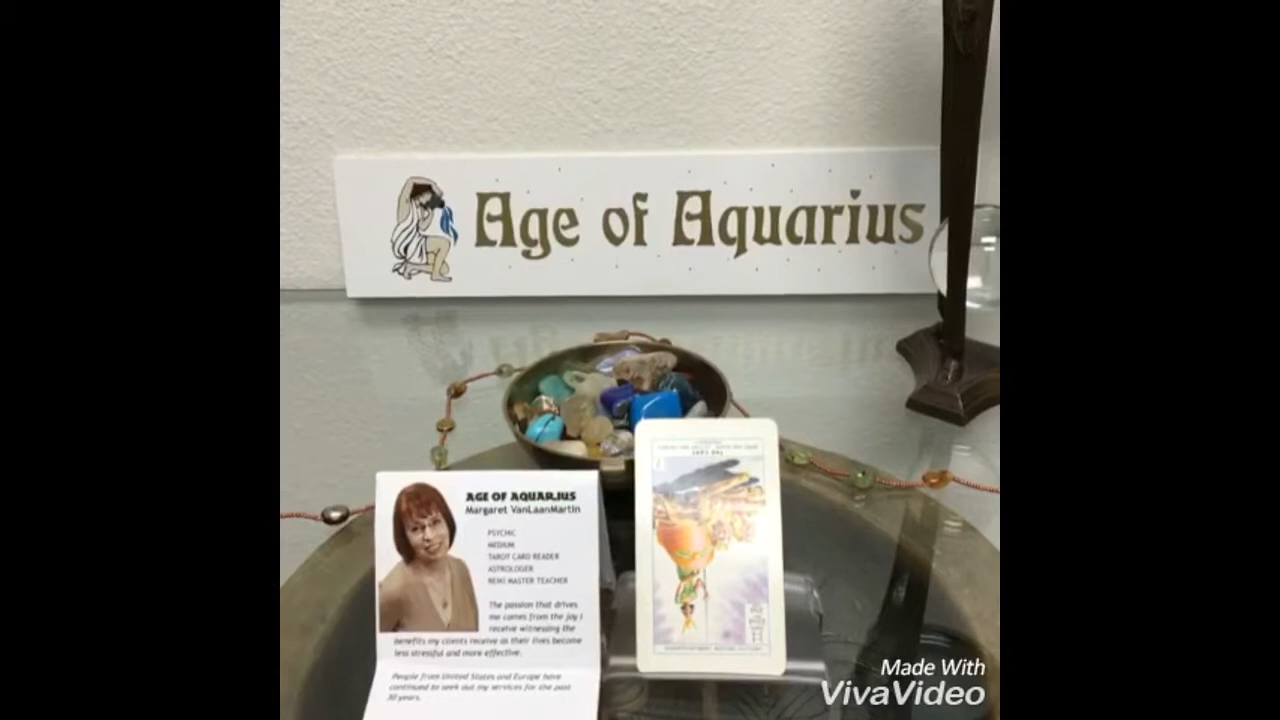 Age of Aquarius
AGE OF AQUARIUS
Margaret VanLaanMartin
PSYCHIC
MEDIUM
TAROT CARD READER
ASTROLOGER
REIKI MASTER TEACHER
The passion that drives
me comes from the joy I
receive witnessing the
benefits my clients receive as their lives become
less stressful and more effective.
People from United States and Europe have
continued to seek out my services for the past
30 years.
Made With
VivaVideo